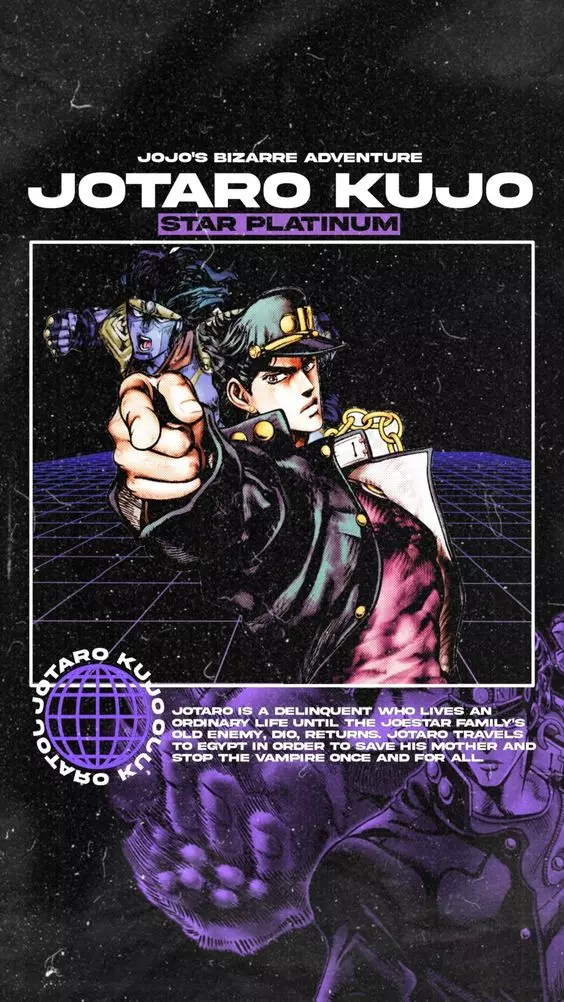 JOJO'S BIZARRE ADVENTURE
JOTARO KUJO
STAR PLATINUM
JOTARO KUJO JOTARO KUJO
JOTARO IS A DELINQUENT WHO LIVES AN
ORDINARY LIFE UNTIL THE JOESTAR FAMILY'S
OLD ENEMY, DIO, RETURNS. JOTARO TRAVELS
TO EGYPT IN ORDER TO SAVE HIS MOTHER AND
STOP THE VAMPIRE ONCE AND FOR ALL.